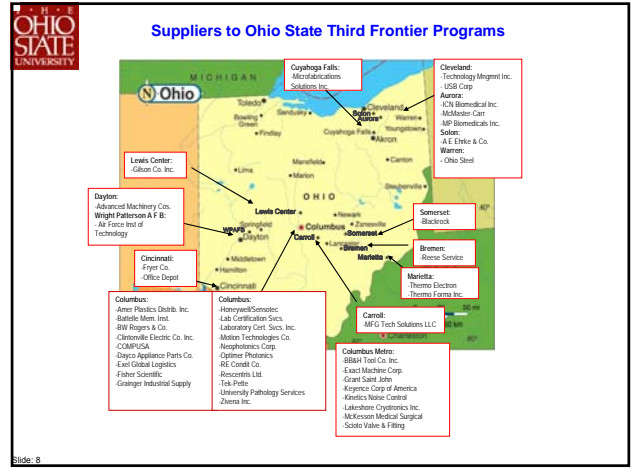 T · H · E
OHIO
STATE
UNIVERSITY
Suppliers to Ohio State Third Frontier Programs
Cuyahoga Falls:
-Microfabrications
Solutions Inc.
Cleveland:
-Technology Mngmnt Inc.
- USB Corp
Aurora:
-ICN Biomedical Inc.
-McMaster-Carr
-MP Biomedicals Inc.
Solon:
-A E Ehrke & Co.
Warren:
- Ohio Steel
MICHIGAN
N Ohio
Toledo
Bowling
Green
Sandusky
Findlay
Cleveland
Solon
Aurora
Warren
Cuyahoga Falls
Youngstown
Akron
Lima
Mansfield
Marion
Canton
Steubenville
OHIO
Lewis Center:
-Gilson Co. Inc.
Dayton:
-Advanced Machinery Cos.
Wright Patterson A F B:
- Air Force Inst of
Technology
Lewis Center
Newark
40°
Springfield
WPAFB
Dayton
Columbus
Zanesville
Somerset
Carroll
Lancaster
Bremen
Marietta
Somerset:
-Blackrock
Bremen:
-Reese Service
Middletown
Hamilton
Cincinnati
Cincinnati:
-Fryer Co.
-Office Depot
Marietta:
-Thermo Electron
-Thermo Forma Inc.
Carroll:
-MFG Tech Solutions LLC
50 mi
50 km
Charleston
80°
Columbus:
-Amer Plastics Distrib. Inc.
-Battelle Mem. Inst.
-BW Rogers & Co.
-Clintonville Electric Co. Inc.
-COMPUSA
-Dayco Appliance Parts Co.
-Exel Global Logistics
-Fisher Scientific
-Grainger Industrial Supply
Columbus:
-Honeywell/Sensotec
-Lab Certification Svcs.
-Laboratory Cert. Svcs. Inc.
-Motion Technologies Co.
-Neophotonics Corp.
-Optimer Photonics
-RE Condit Co.
-Rescentris Ltd.
-Tek-Pette
-University Pathology Services
-Zivena Inc.
Columbus Metro:
-BB&H Tool Co. Inc.
-Exact Machine Corp.
-Grant Saint John
-Keyence Corp of America
-Kinetics Noise Control
-Lakeshore Cryotronics Inc.
-McKesson Medical Surgical
-Scioto Valve & Fitting
Slide: 8